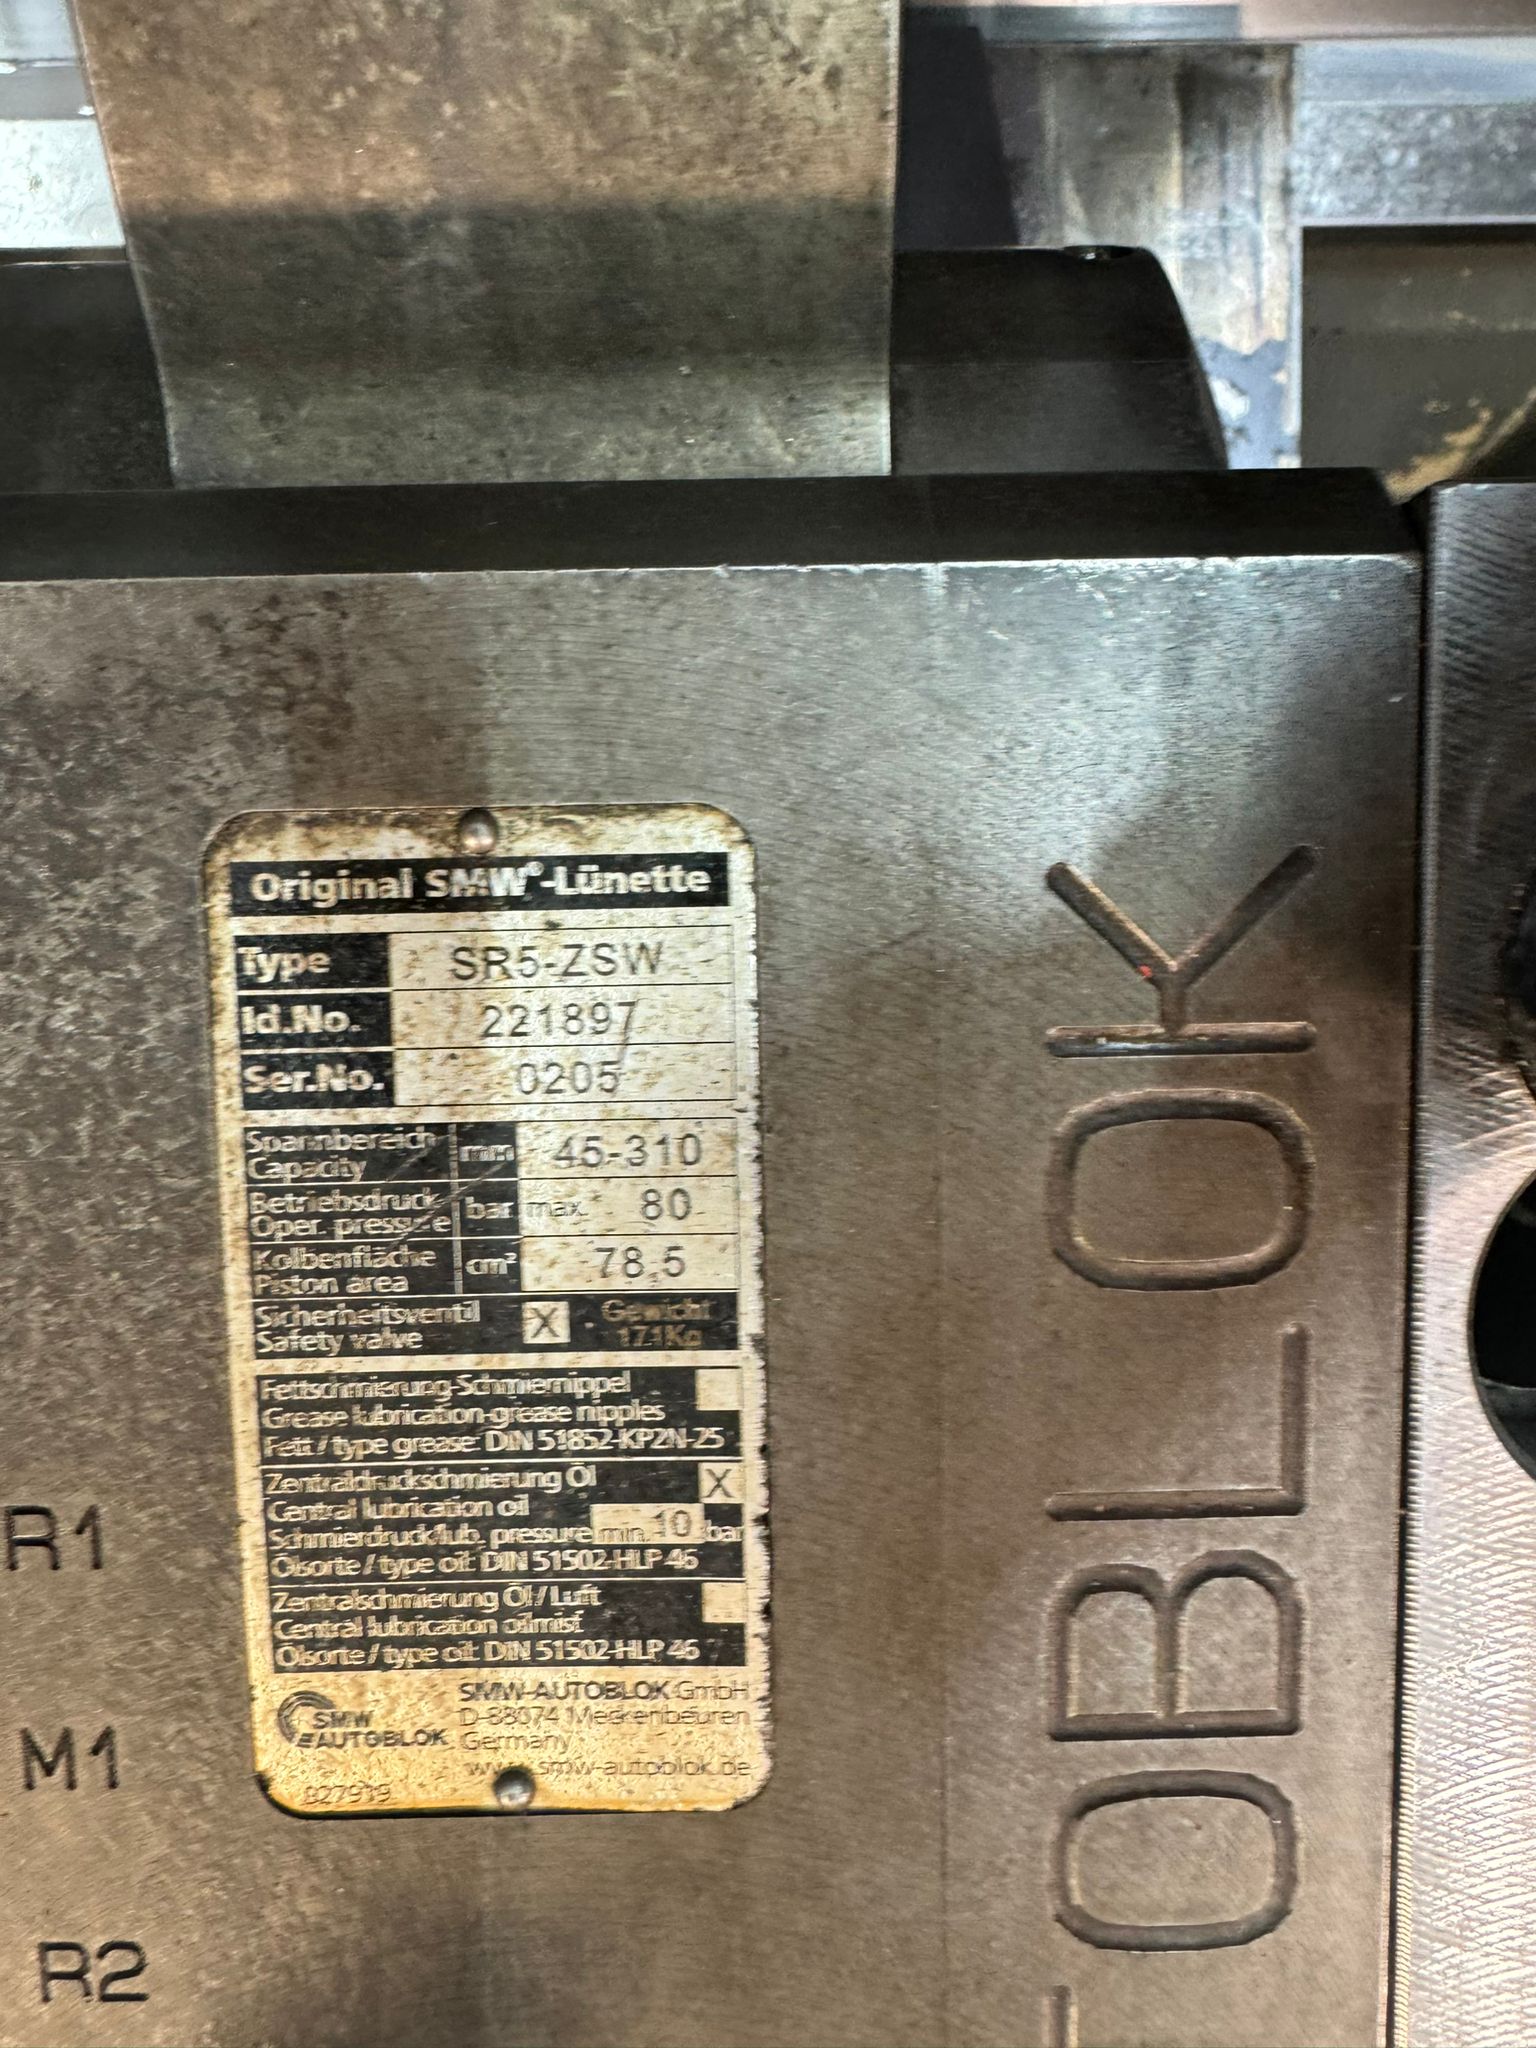 Original SMW®-Lünette
Type SR5-ZSW
Id.No. 221897
Ser.No. 0205
Spannbereich
Capacity mm 45-310
Betriebsdruck
Oper. pressure bar max. 80
Kolbenfläche
Piston area cm² 78,5
Sicherheitsventil
Safety valve X Gewicht
171Kg
Fettschmierung-Schmiernippel
Grease lubrication-grease nipples
Fett / type grease: DIN 51852-KP2N-25
Zentraldruckschmierung Öl X
Central lubrication oil
Schmierdruck/lub. pressure min. 10 bar
Ölsorte / type oil: DIN 51502-HLP 46
Zentralschmierung Öl / Luft
Central lubrication oilmist
Ölsorte / type oil: DIN 51502-HLP 46
SMW
AUTOBLOK
SMW-AUTOBLOK GmbH
D-88074 Meckenbeuren
Germany
www.smw-autoblok.de
R1
M1
R2
TOBLOK